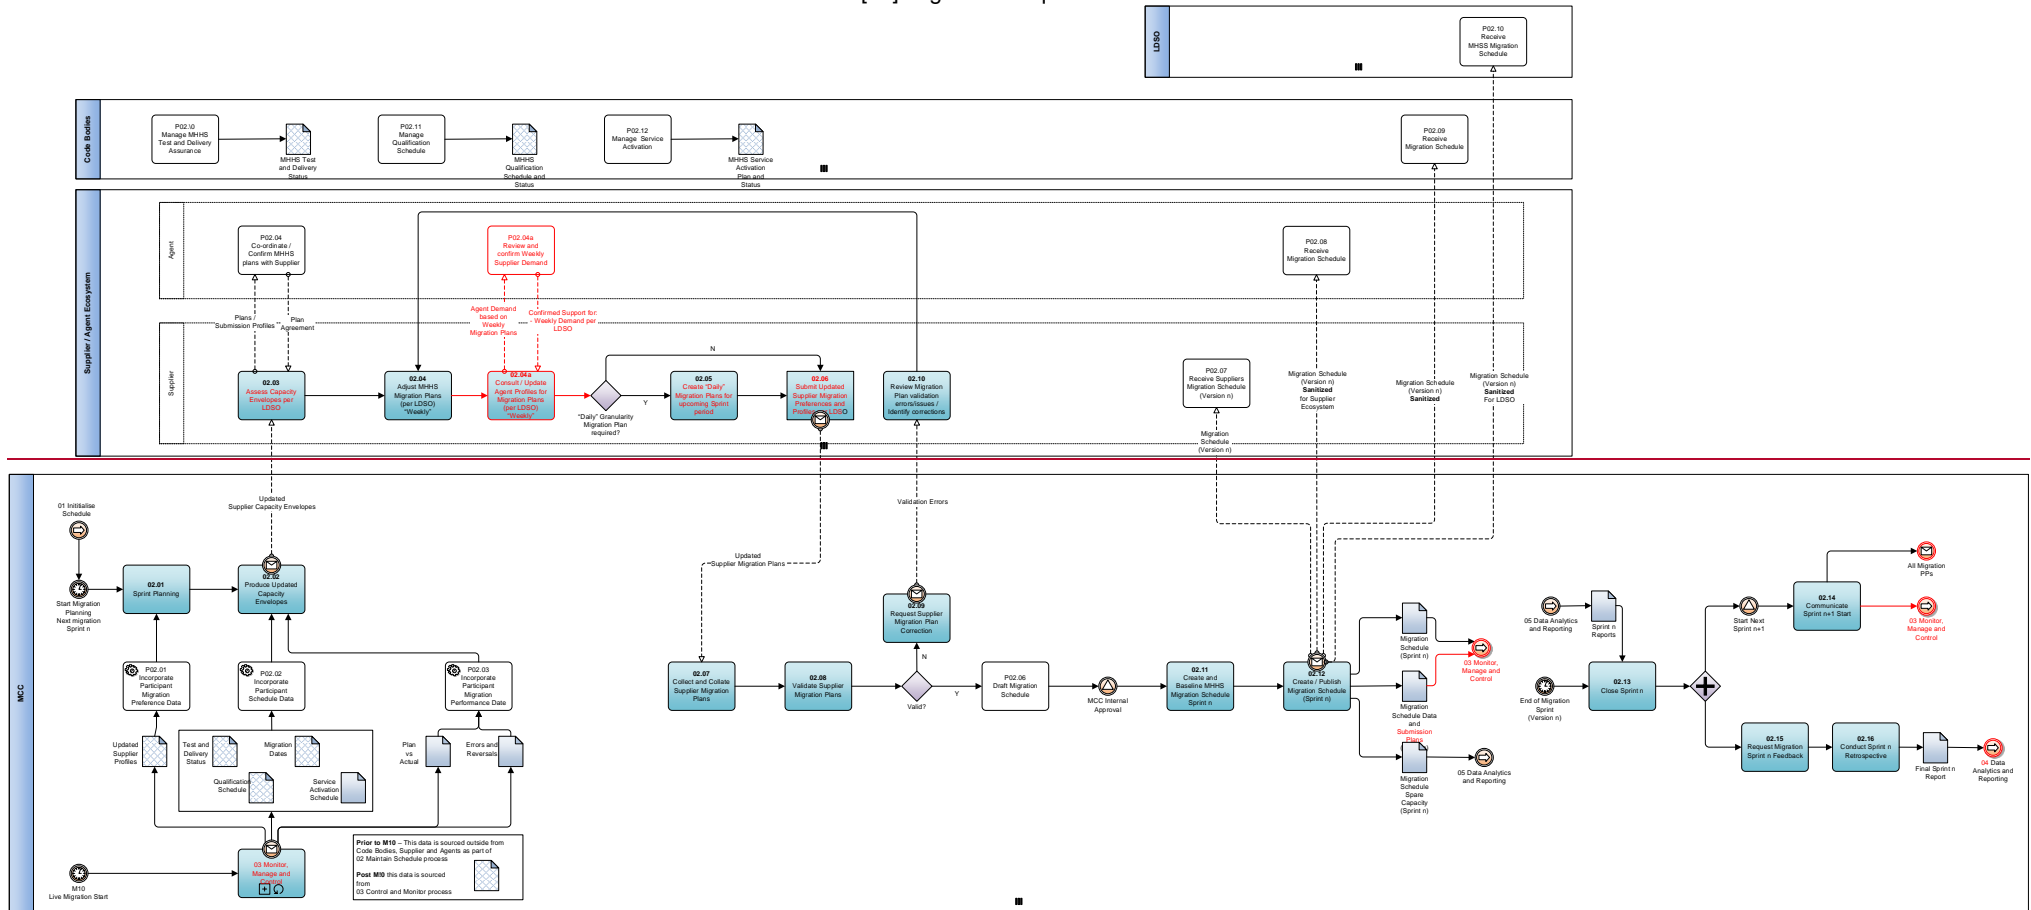 LDSO
P02.10
Receive
MHSS Migration
Schedule
Code Bodies
P02.\0
Manage MHHS
Test and Delivery
Assurance
MHHS Test
and Delivery
Status
P02.11
Manage
Qualification
Schedule
MHHS
Qualification
Schedule and
Status
P02.12
Manage Service
Activation
MHHS Service
Activation
Plan and
Status
P02.09
Receive
Migration Schedule
Supplier / Agent Ecosystem
Agent
P02.04
Co-ordinate /
Confirm MHHS
plans with Supplier
P02.04a
Review and
confirm Weekly
Supplier Demand
P02.08
Receive
Migration Schedule
Plans /
Submission Profiles
Plan
Agreement
Agent Demand
based on
Weekly
Migration Plans
Confirmed Support for:
- Weekly Demand per
LDSO
Supplier
02.03
Assess Capacity
Envelopes per
LDSO
02.04
Adjust MHHS
Migration Plans
(per LDSO)
"Weekly"
02.04a
Consult / Update
Agent Profiles for
Migration Plans
(per LDSO)
"Weekly"
N
Y
"Daily" Granularity
Migration Plan
required?
02.05
Create "Daily"
Migration Plans for
upcoming Sprint
period
02.06
Submit Updated
Supplier Migration
Preferences and
02.10
Review Migration
Plan validation
errors/issues /
Identify corrections
P02.07
Receive Suppliers
Migration Schedule
(Version n)
Migration
Schedule
(Version n)
Migration Schedule
(Version n)
Sanitized
for Supplier
Ecosystem
Migration Schedule
(Version n)
Sanitized
Migration Schedule
(Version n)
Sanitized
For LDSO
MCC
01 Inititialise
Schedule
Start Migration
Planning
Next migration
Sprint n
02.01
Sprint Planning
Updated
Supplier Capacity Envelopes
02.02
Produce Updated
Capacity
Envelopes
P02.01
Incorporate
Participant
Migration
Preference Data
P02.02
Incorporate
Participant
Schedule Data
P02.03
Incorporate
Participant
Migration
Performance Date
Updated
Supplier
Profiles
Test and
Delivery
Status
Migration
Dates
Qualification
Schedule
Service
Activation
Schedule
Plan
vs
Actual
Errors and
Reversals
M10
Live Migration Start
03 Monitor,
Manage and
Control
Prior to M10 – This data is sourced outside from
Code Bodies, Supplier and Agents as part of
02 Maintain Schedule process
Post M!0 this data is sourced
from
03 Control and Monitor process
Updated
Supplier Migration Plans
Validation Errors
02.07
Collect and Collate
Supplier Migration
Plans
02.08
Validate Supplier
Migration Plans
02.09
Request Supplier
Migration Plan
Correction
N
Y
Valid?
P02.06
Draft Migration
Schedule
MCC Internal
Approval
02.11
Create and
Baseline MHHS
Migration Schedule
Sprint n
02.12
Create / Publish
Migration Schedule
(Sprint n)
Migration
Schedule
(Sprint n)
03 Monitor,
Manage and
Control
Migration
Schedule Data
and
Submission
Plans
Migration
Schedule
Spare
Capacity
(Sprint n)
05 Data Analytics
and Reporting
05 Data Analytics
and Reporting
Sprint n
Reports
End of Migration
Sprint
(Version n)
02.13
Close Sprint n
Start Next
Sprint n+1
02.14
Communicate
Sprint n+1 Start
All Migration
PPs
03 Monitor,
Manage and
Control
02.15
Request Migration
Sprint n Feedback
02.16
Conduct Sprint n
Retrospective
Final Sprint n
Report
04 Data
Analytics and
Reporting